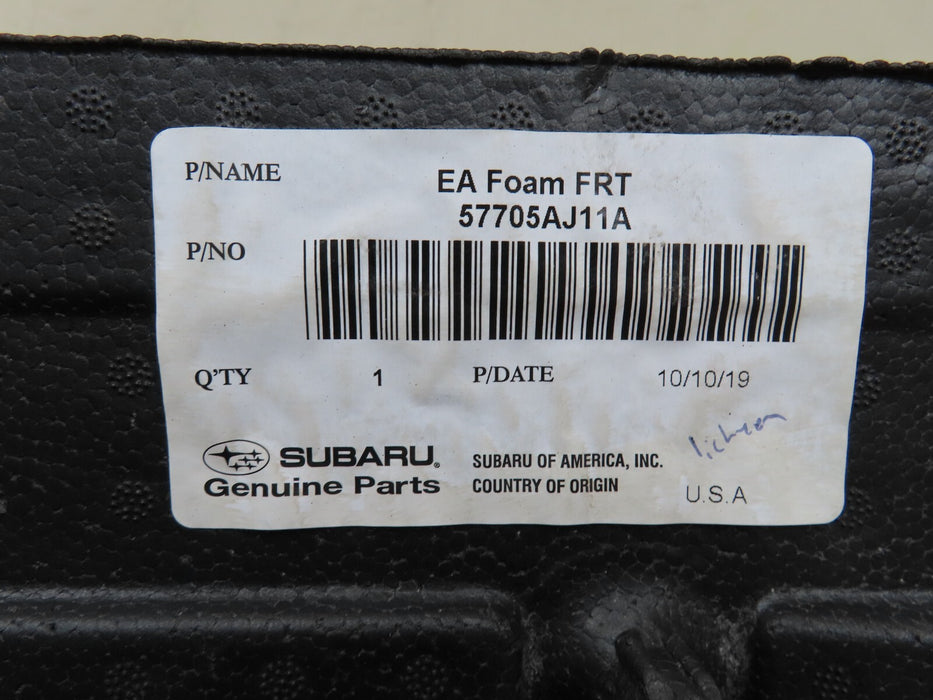 P/NAME
EA Foam FRT
57705AJ11A
P/NO
Q'TY 1 P/DATE 10/10/19
SUBARU®
Genuine Parts
SUBARU OF AMERICA, INC.
COUNTRY OF ORIGIN
U.S.A